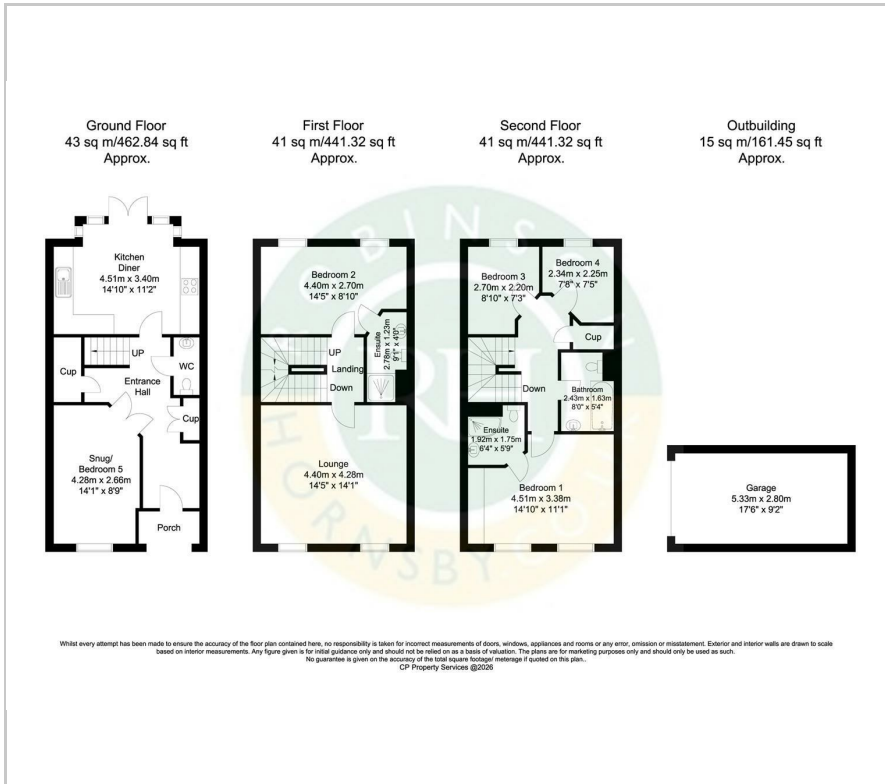 Ground Floor
43 sq m/462.84 sq ft
Approx.
Kitchen
Diner
4.51m x 3.40m
14'10" x 11'2"
UP
Cup
WC
Entrance
Hall
Cup
Snug/
Bedroom 5
4.28m x 2.66m
14'1" x 8'9"
Porch
First Floor
41 sq m/441.32 sq ft
Approx.
Bedroom 2
4.40m x 2.70m
14'5" x 8'10"
UP
Landing
Down
Ensuite
2.78m x 1.23m
9'1" x 4'0"
Lounge
4.40m x 4.28m
14'5" x 14'1"
Second Floor
41 sq m/441.32 sq ft
Approx.
Bedroom 3
2.70m x 2.20m
8'10" x 7'3"
Bedroom 4
2.34m x 2.25m
7'8" x 7'5"
Cup
Down
Bathroom
2.43m x 1.63m
8'0" x 5'4"
Ensuite
1.92m x 1.75m
6'4" x 5'9"
Bedroom 1
4.51m x 3.38m
14'10" x 11'1"
Outbuilding
15 sq m/161.45 sq ft
Approx.
Garage
5.33m x 2.80m
17'6" x 9'2"
Whilst every attempt has been made to ensure the accuracy of the floor plan contained here, no responsibility is taken for incorrect measurements of doors, windows, appliances and rooms or any error, omission or misstatement. Exterior and interior walls are drawn to scale
based on interior measurements. Any figure given is for initial guidance only and should not be relied on as a basis of valuation. The plans are for marketing purposes only and should only be used as such.
No guarantee is given on the accuracy of the total square footage/ meterage if quoted on this plan..
CP Property Services @2026